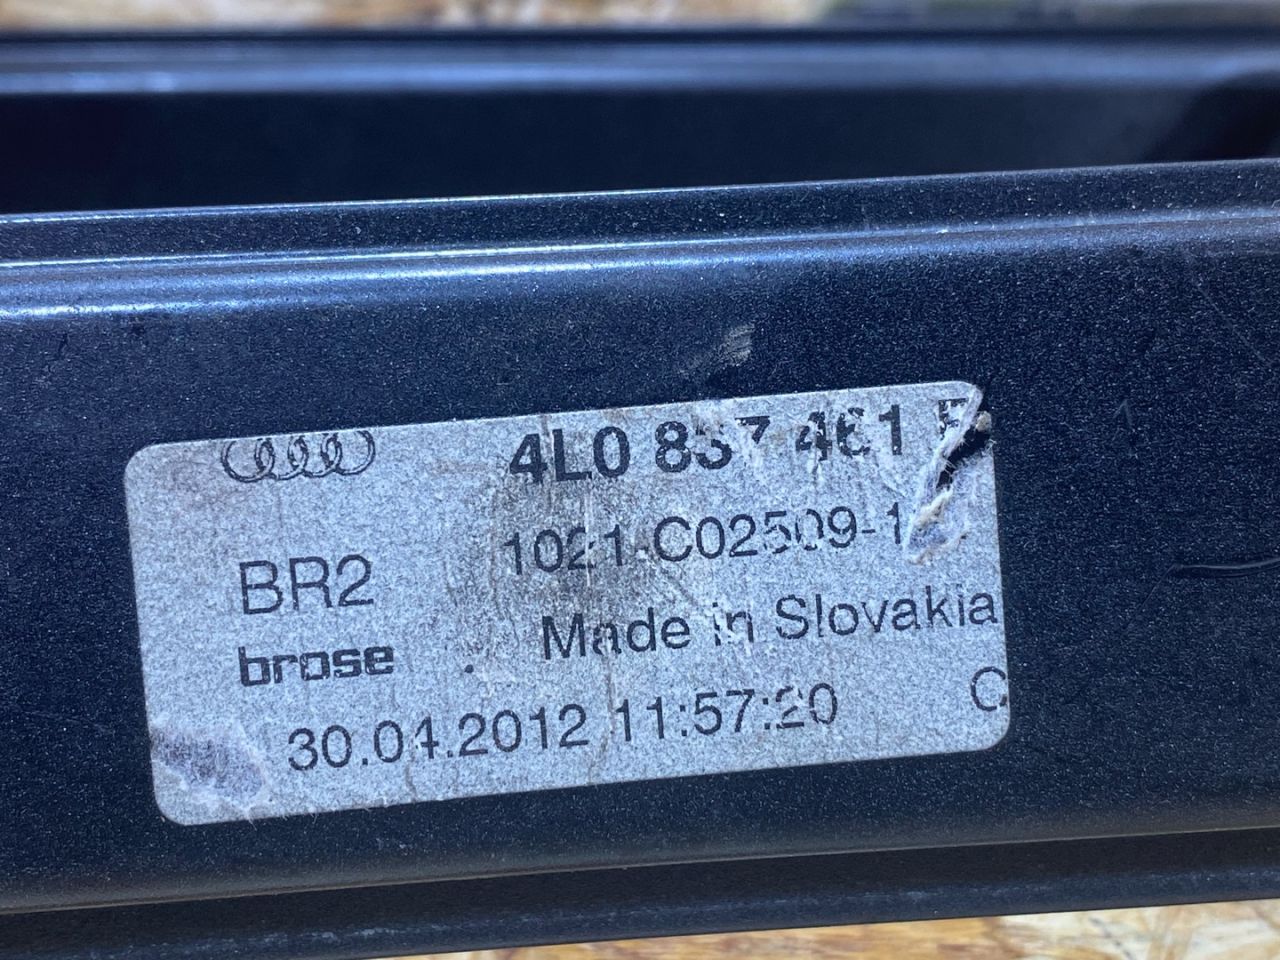 4L0 837 461
BR2
1021-C02509-1
Made in Slovakia
brose
30.04.2012 11:57:20
C